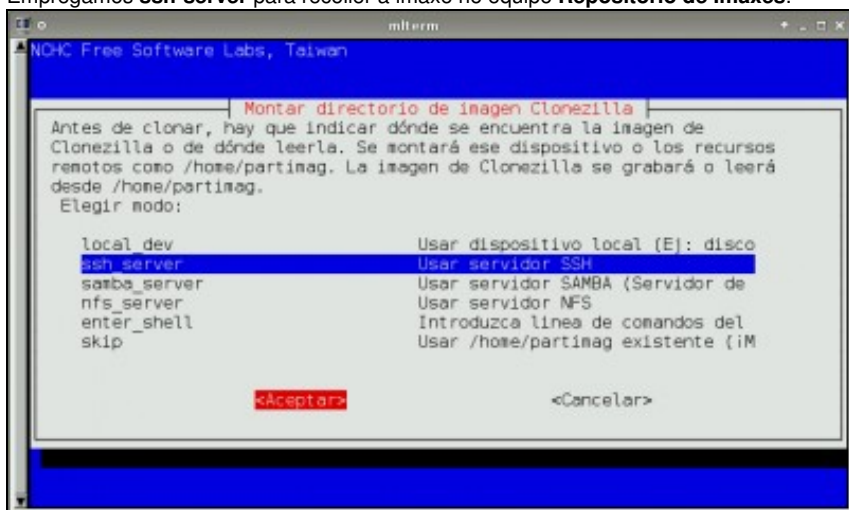 Empregamos ssh-server para recoller a imaxe no equipo Repositorio de imaxes:
mlterm
NCHC Free Software Labs, Taiwan
Montar directorio de imagen Clonezilla
Antes de clonar, hay que indicar dónde se encuentra la imagen de
Clonezilla o de dónde leerla. Se montará ese dispositivo o los recursos
remotos como /home/partimag. La imagen de Clonezilla se grabará o leerá
desde /home/partimag.
Elegir modo:
local_dev Usar dispositivo local (Ej: disco
ssh_server Usar servidor SSH
samba_server Usar servidor SAMBA (Servidor de
nfs_server Usar servidor NFS
enter_shell Introduzca linea de comandos del
skip Usar /home/partimag existente (¡M
<Aceptar> <Cancelar>